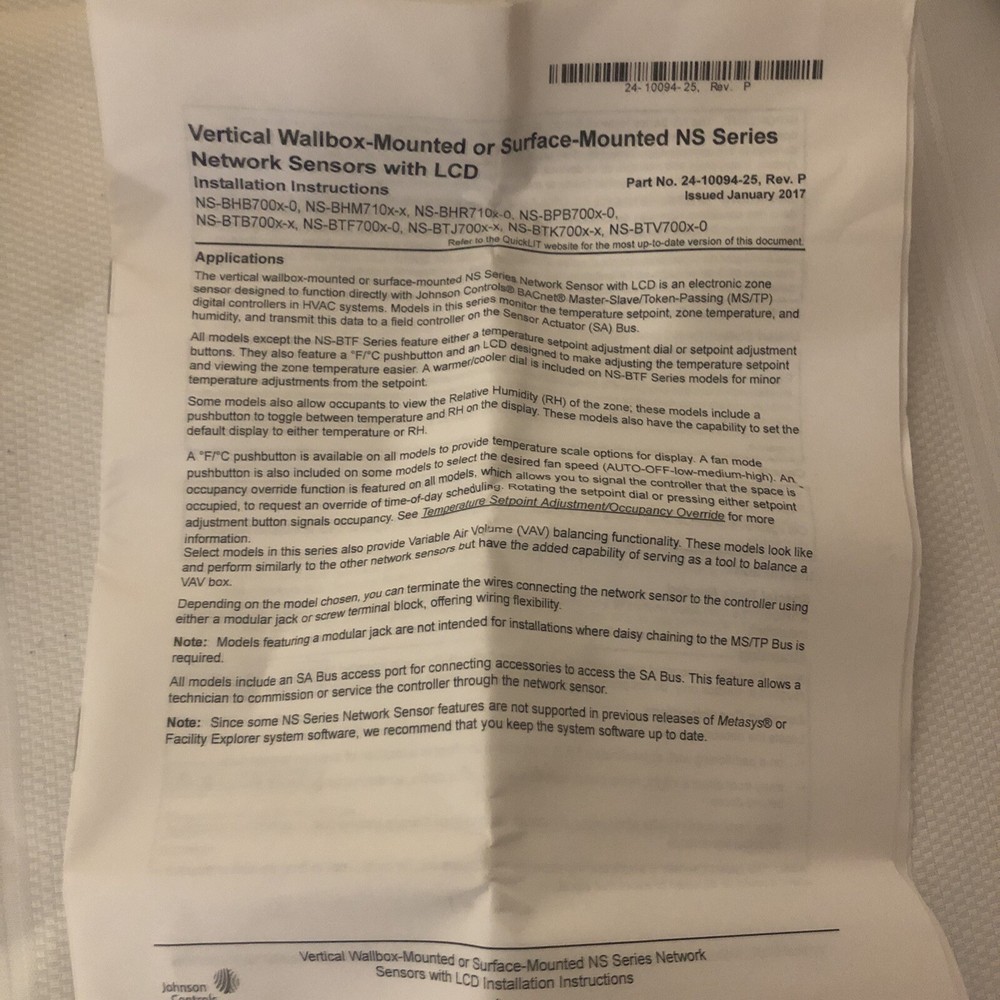 24-10094-25, Rev. P
Vertical Wallbox-Mounted or Surface-Mounted NS Series
Network Sensors with LCD
Installation Instructions
Part No. 24-10094-25, Rev. P
Issued January 2017
NS-BHB700x-0, NS-BHM710x-x, NS-BHR710x-0, NS-BPB700x-0,
NS-BTB700x-x, NS-BTF700x-0, NS-BTJ700x-x, NS-BTK700x-x, NS-BTV700x-0
Refer to the QuickLIT website for the most up-to-date version of this document.
Applications
The vertical wallbox-mounted or surface-mounted NS Series Network Sensor with LCD is an electronic zone
sensor designed to function directly with Johnson Controls® BACnet® Master-Slave/Token-Passing (MS/TP)
digital controllers in HVAC systems. Models in this series monitor the temperature setpoint, zone temperature, and
humidity, and transmit this data to a field controller on the Sensor Actuator (SA) Bus.
All models except the NS-BTF Series feature either a temperature setpoint adjustment dial or setpoint adjustment
buttons. They also feature a °F/°C pushbutton and an LCD designed to make adjusting the temperature setpoint
and viewing the zone temperature easier. A warmer/cooler dial is included on NS-BTF Series models for minor
temperature adjustments from the setpoint.
Some models also allow occupants to view the Relative Humidity (RH) of the zone; these models include a
pushbutton to toggle between temperature and RH on the display. These models also have the capability to set the
default display to either temperature or RH.
A °F/°C pushbutton is available on all models to provide temperature scale options for display. A fan mode
pushbutton is also included on some models to select the desired fan speed (AUTO-OFF-low-medium-high). An
occupancy override function is featured on all models, which allows you to signal the controller that the space is
occupied, to request an override of time-of-day scheduling. Rotating the setpoint dial or pressing either setpoint
adjustment button signals occupancy. See Temperature Setpoint Adjustment/Occupancy Override for more
information.
Select models in this series also provide Variable Air Volume (VAV) balancing functionality. These models look like
and perform similarly to the other network sensors but have the added capability of serving as a tool to balance a
VAV box.
Depending on the model chosen, you can terminate the wires connecting the network sensor to the controller using
either a modular jack or screw terminal block, offering wiring flexibility.
Note: Models featuring a modular jack are not intended for installations where daisy chaining to the MS/TP Bus is
required.
All models include an SA Bus access port for connecting accessories to access the SA Bus. This feature allows a
technician to commission or service the controller through the network sensor.
Note: Since some NS Series Network Sensor features are not supported in previous releases of Metasys® or
Facility Explorer system software, we recommend that you keep the system software up to date.
Vertical Wallbox-Mounted or Surface-Mounted NS Series Network
Sensors with LCD Installation Instructions
Johnson
Controls